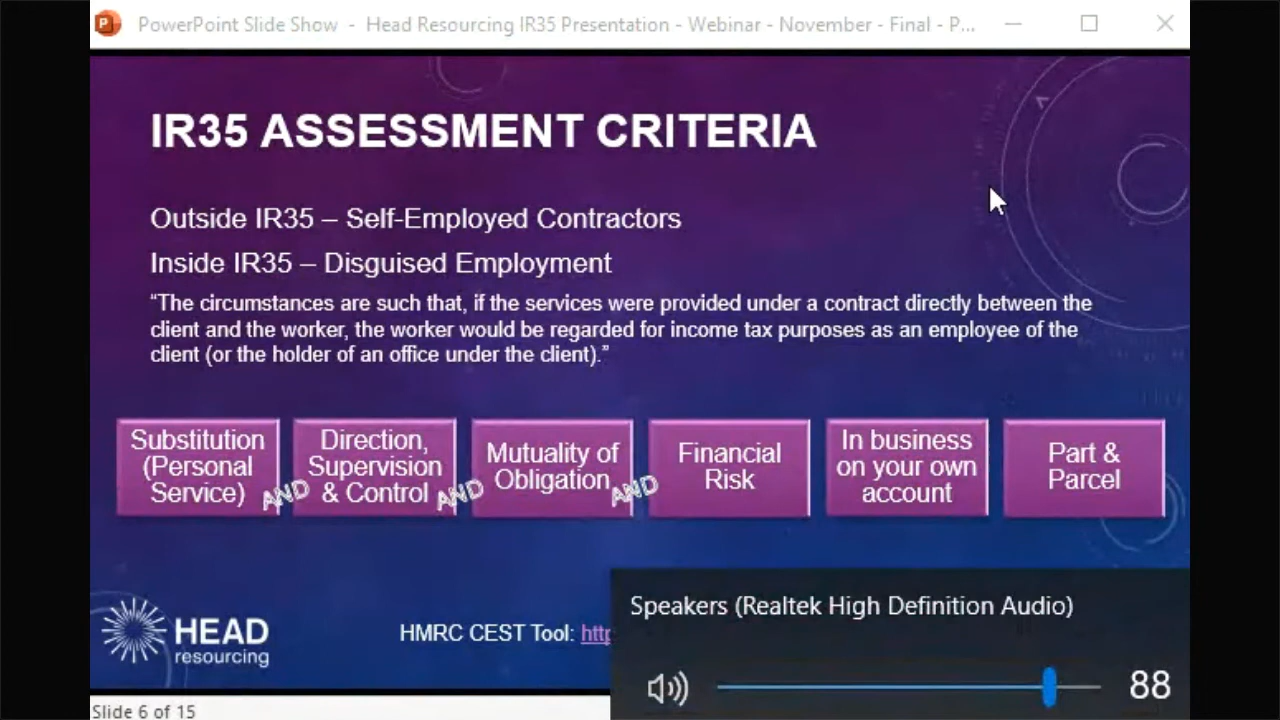 PowerPoint Slide Show - Head Resourcing IR35 Presentation - Webinar - November - Final - P...
IR35 ASSESSMENT CRITERIA
Outside IR35 – Self-Employed Contractors
Inside IR35 – Disguised Employment
“The circumstances are such that, if the services were provided under a contract directly between the
client and the worker, the worker would be regarded for income tax purposes as an employee of the
client (or the holder of an office under the client).”
Substitution
(Personal
Service)
AND
Direction,
Supervision
& Control
AND
Mutuality of
Obligation
AND
Financial
Risk
In business
on your own
account
Part &
Parcel
HEAD
resourcing
HMRC CEST Tool: http
Speakers (Realtek High Definition Audio)
88
Slide 6 of 15